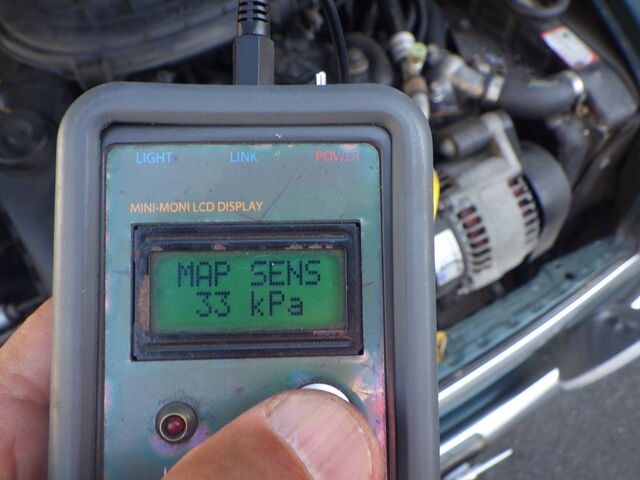 LIGHT LINK POWER
MINI-MONI LCD DISPLAY
MAP SENS
33 kPa